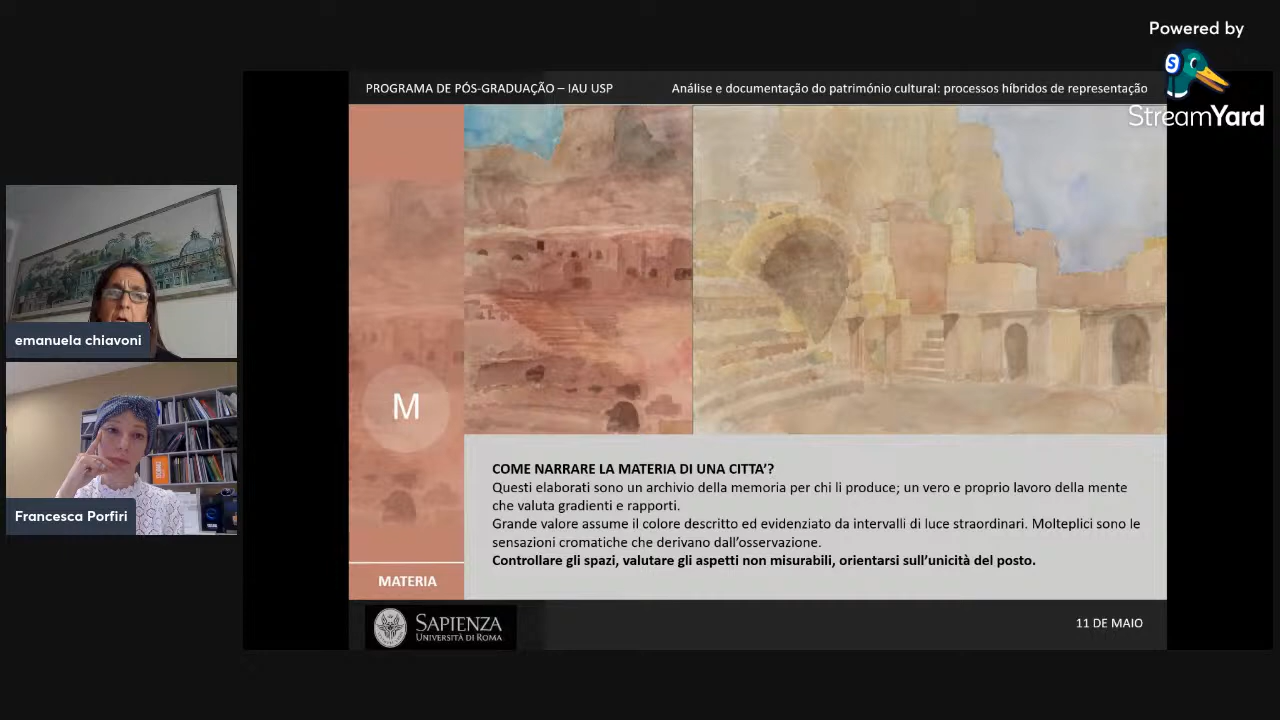 Powered by
StreamYard
PROGRAMA DE PÓS-GRADUAÇÃO – IAU USP
Análise e documentação do património cultural: processos híbridos de representação
emanuela chiavoni
Francesca Porfiri
M
MATERIA
COME NARRARE LA MATERIA DI UNA CITTA’?
Questi elaborati sono un archivio della memoria per chi li produce; un vero e proprio lavoro della mente
che valuta gradienti e rapporti.
Grande valore assume il colore descritto ed evidenziato da intervalli di luce straordinari. Molteplici sono le
sensazioni cromatiche che derivano dall’osservazione.
Controllare gli spazi, valutare gli aspetti non misurabili, orientarsi sull’unicità del posto.
SAPIENZA
UNIVERSITÀ DI ROMA
11 DE MAIO